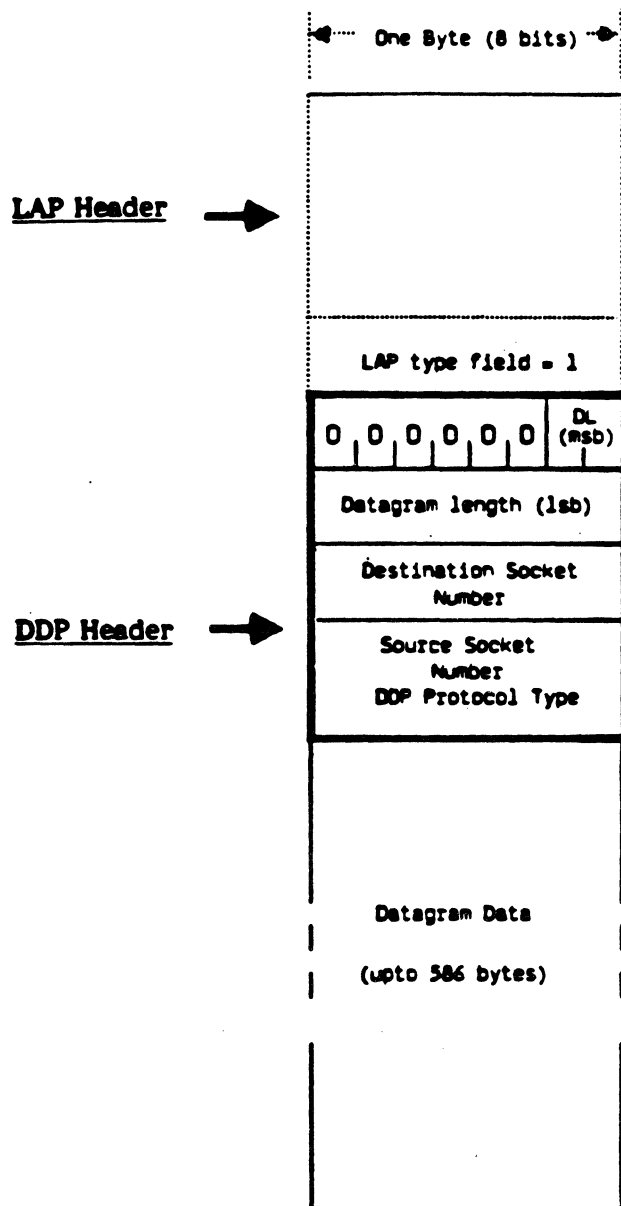 One Byte (8 bits)
LAP Header
LAP type field = 1
0 0 0 0 0 0 DL
(msb)
Datagram length (lsb)
Destination Socket
Number
DDP Header
Source Socket
Number
DDP Protocol Type
Datagram Data
(upto 586 bytes)